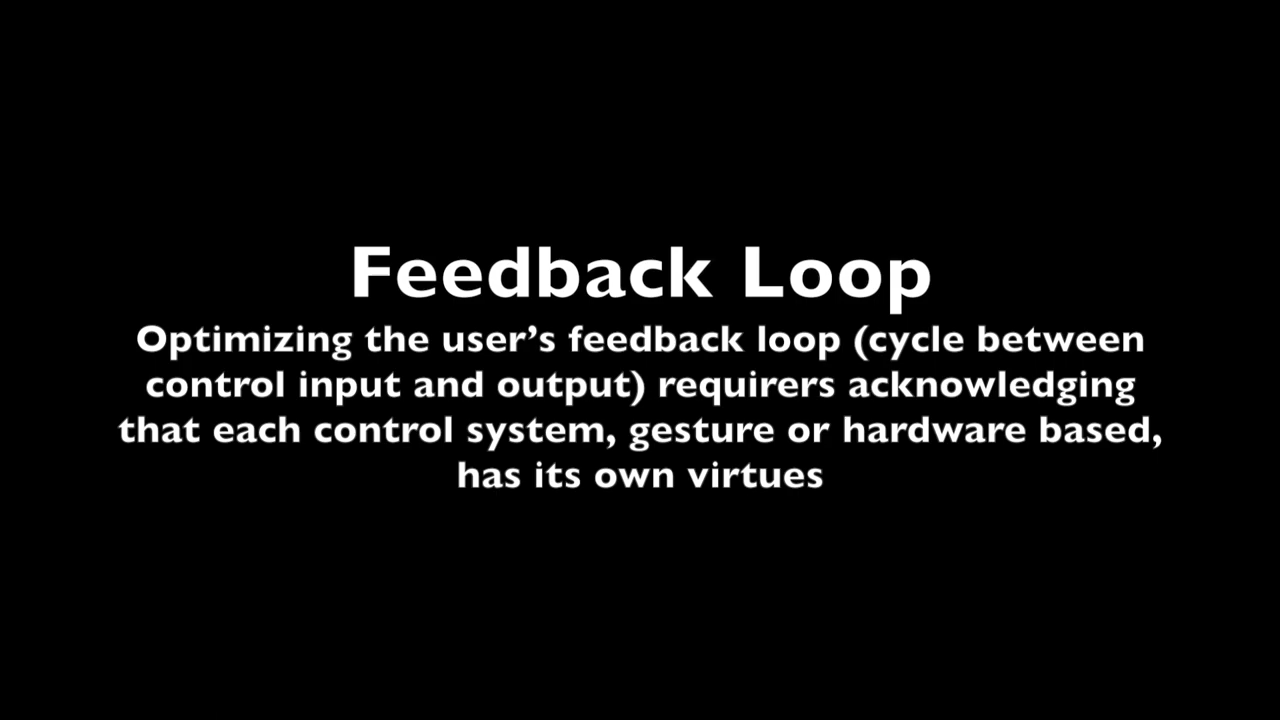 Feedback Loop
Optimizing the user’s feedback loop (cycle between
control input and output) requirers acknowledging
that each control system, gesture or hardware based,
has its own virtues